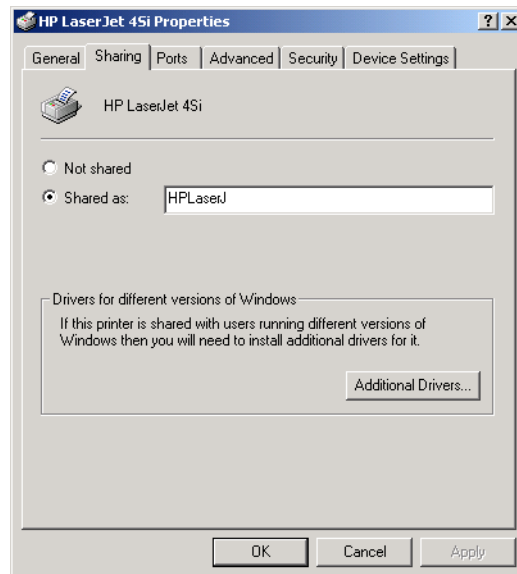 HP LaserJet 4Si Properties
General Sharing Ports Advanced Security Device Settings
HP LaserJet 4Si
Not shared
Shared as: HPLaserJ
Drivers for different versions of Windows
If this printer is shared with users running different versions of
Windows then you will need to install additional drivers for it.
Additional Drivers...
OK Cancel Apply